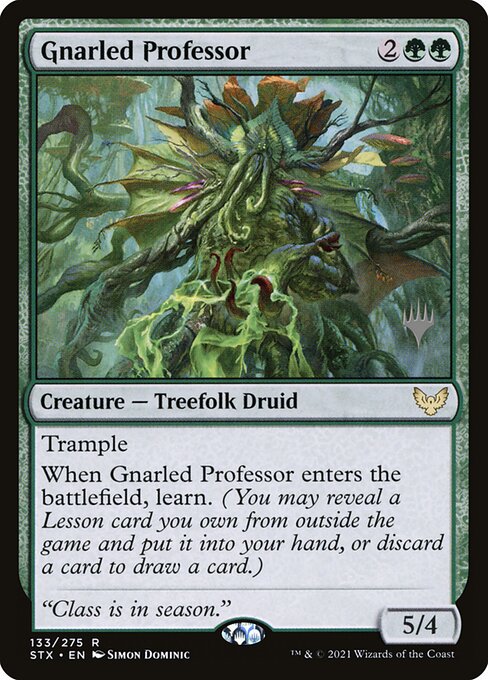 Gnarled Professor 2
Creature — Treefolk Druid
Trample
When Gnarled Professor enters the
battlefield, learn. (You may reveal a
Lesson card you own from outside the
game and put it into your hand, or discard
a card to draw a card.)
“Class is in season.”
5/4
133/275 R
STX • EN Simon Dominic
™ & © 2021 Wizards of the Coast